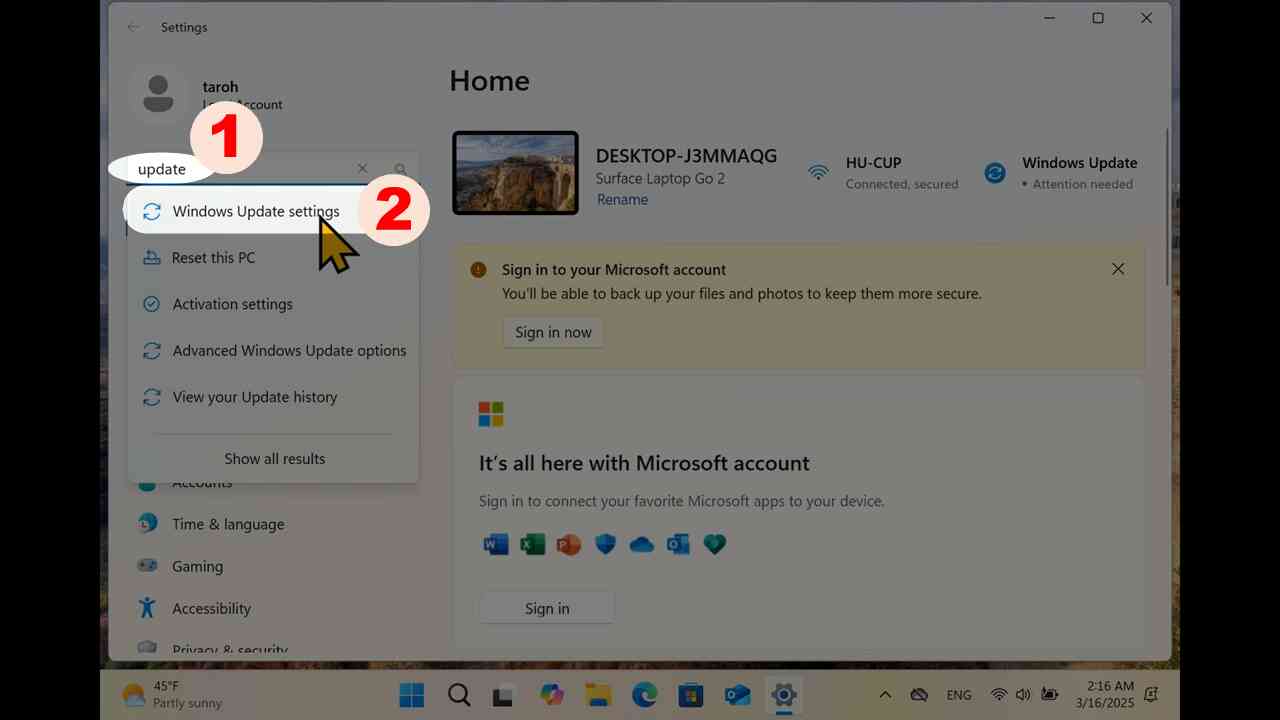 Settings
taroh
Local Account
1
update
2
Windows Update settings
Reset this PC
Activation settings
Advanced Windows Update options
View your Update history
Show all results
Accounts
Time & language
Gaming
Accessibility
Privacy & security
Home
DESKTOP-J3MMAQG
Surface Laptop Go 2
Rename
HU-CUP
Connected, secured
Windows Update
• Attention needed
Sign in to your Microsoft account
You'll be able to back up your files and photos to keep them more secure.
Sign in now
It's all here with Microsoft account
Sign in to connect your favorite Microsoft apps to your device.
Sign in
45°F
Partly sunny
ENG
2:16 AM
3/16/2025